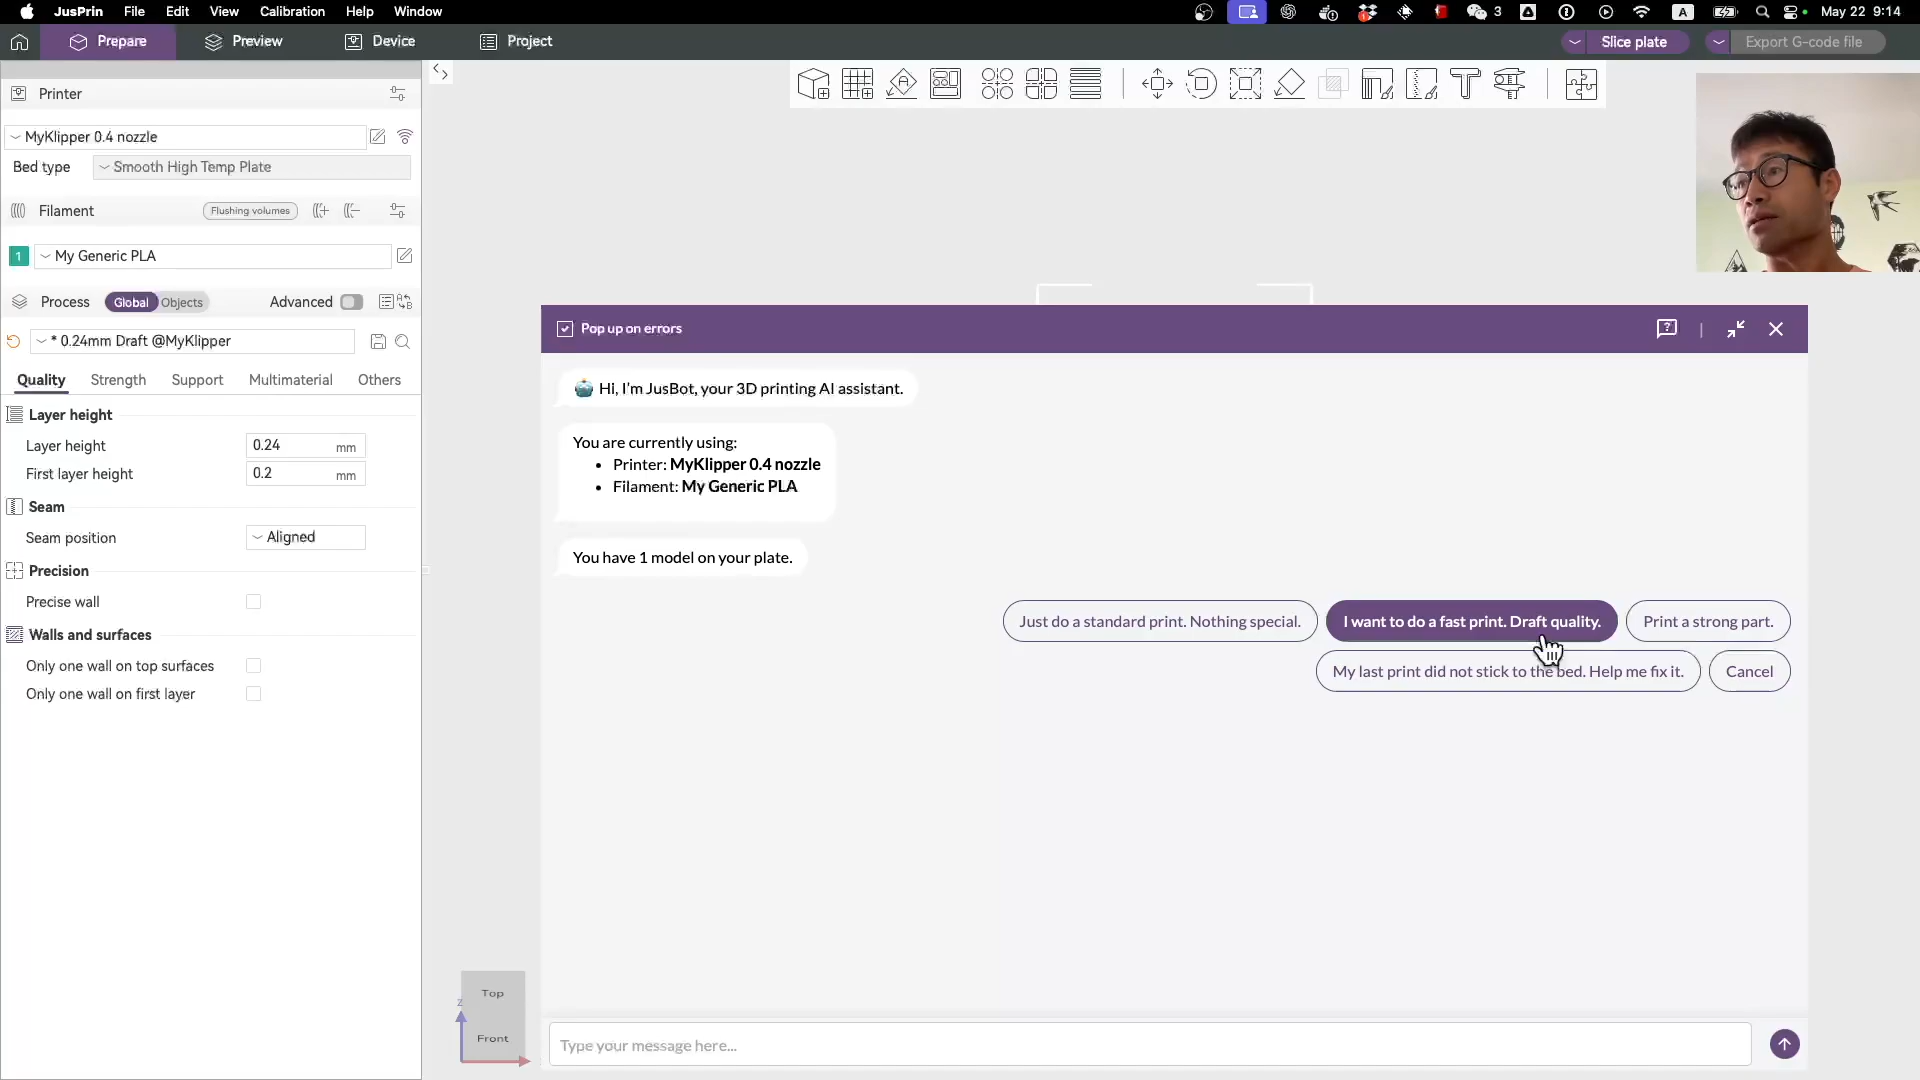 JusPrin File Edit View Calibration Help Window 3 A May 22 9:14
Prepare Preview Device Project Slice plate Export G-code file
Printer
MyKlipper 0.4 nozzle
Bed type Smooth High Temp Plate
Filament Flushing volumes
1 My Generic PLA
Process Global Objects Advanced
* 0.24mm Draft @MyKlipper
Quality Strength Support Multimaterial Others
Layer height
Layer height 0.24 mm
First layer height 0.2 mm
Seam
Seam position Aligned
Precision
Precise wall
Walls and surfaces
Only one wall on top surfaces
Only one wall on first layer
Pop up on errors
Hi, I'm JusBot, your 3D printing AI assistant.
You are currently using:
• Printer: MyKlipper 0.4 nozzle
• Filament: My Generic PLA
You have 1 model on your plate.
Just do a standard print. Nothing special. I want to do a fast print. Draft quality. Print a strong part.
My last print did not stick to the bed. Help me fix it. Cancel
Top
Z
Front
Type your message here...